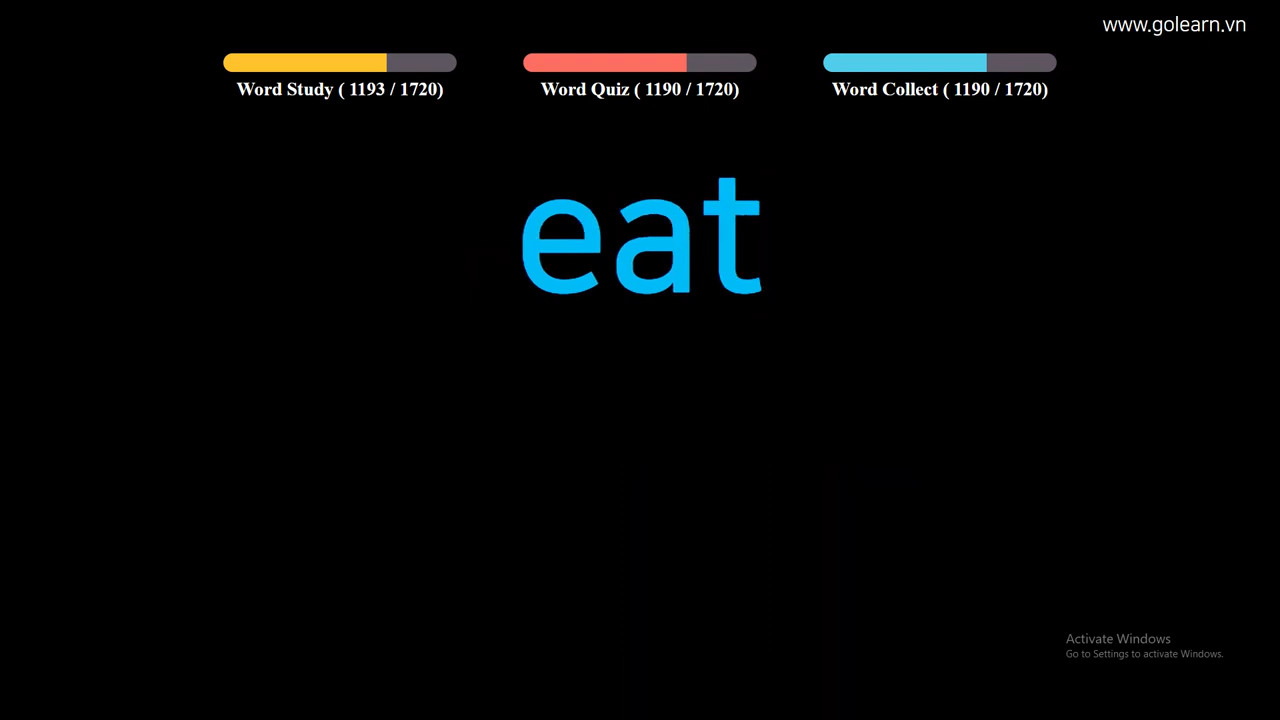 www.golearn.vn
Word Study ( 1193 / 1720)
Word Quiz ( 1190 / 1720)
Word Collect ( 1190 / 1720)
eat
Activate Windows
Go to Settings to activate Windows.